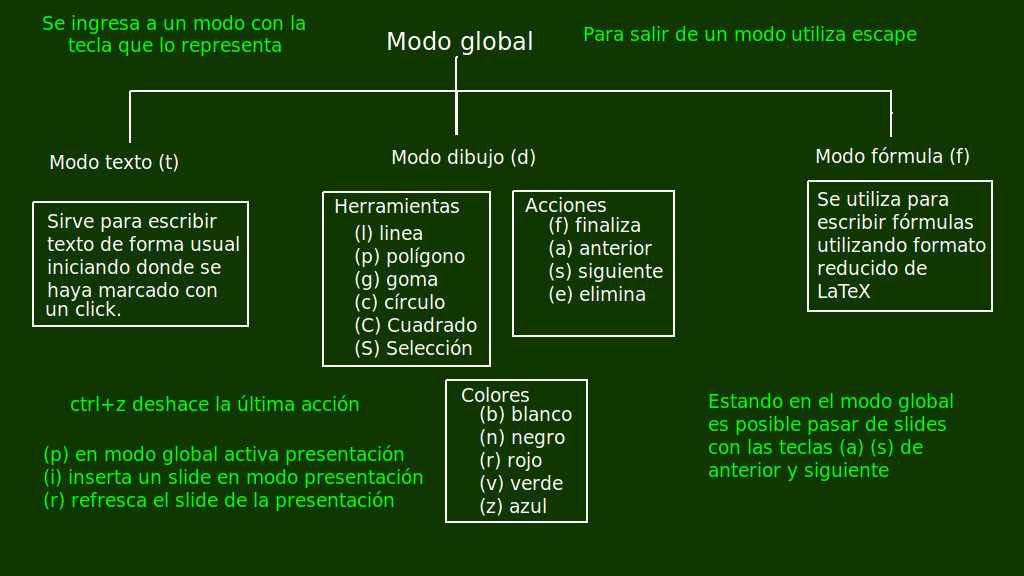 Se ingresa a un modo con la
tecla que lo representa
Modo global
Para salir de un modo utiliza escape
Modo texto (t)
Sirve para escribir
texto de forma usual
iniciando donde se
haya marcado con
un click.
Modo dibujo (d)
Herramientas
(l) linea
(p) polígono
(g) goma
(c) círculo
(C) Cuadrado
(S) Selección
Acciones
(f) finaliza
(a) anterior
(s) siguiente
(e) elimina
Modo fórmula (f)
Se utiliza para
escribir fórmulas
utilizando formato
reducido de
LaTeX
ctrl+z deshace la última acción
(p) en modo global activa presentación
(i) inserta un slide en modo presentación
(r) refresca el slide de la presentación
Colores
(b) blanco
(n) negro
(r) rojo
(v) verde
(z) azul
Estando en el modo global
es posible pasar de slides
con las teclas (a) (s) de
anterior y siguiente